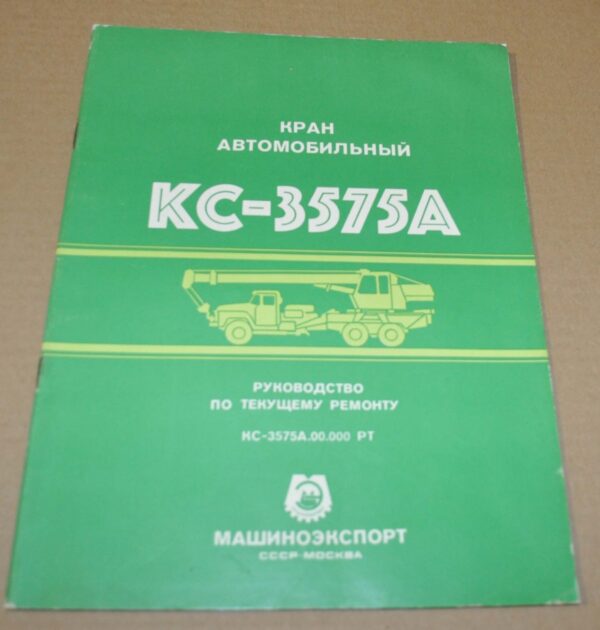 КРАН
АВТОМОБИЛЬНЫЙ
КС-3575А
РУКОВОДСТВО
ПО ТЕКУЩЕМУ РЕМОНТУ
КС-3575А.00.000 РТ
МАШИНОЭКСПОРТ
СССР-МОСКВА